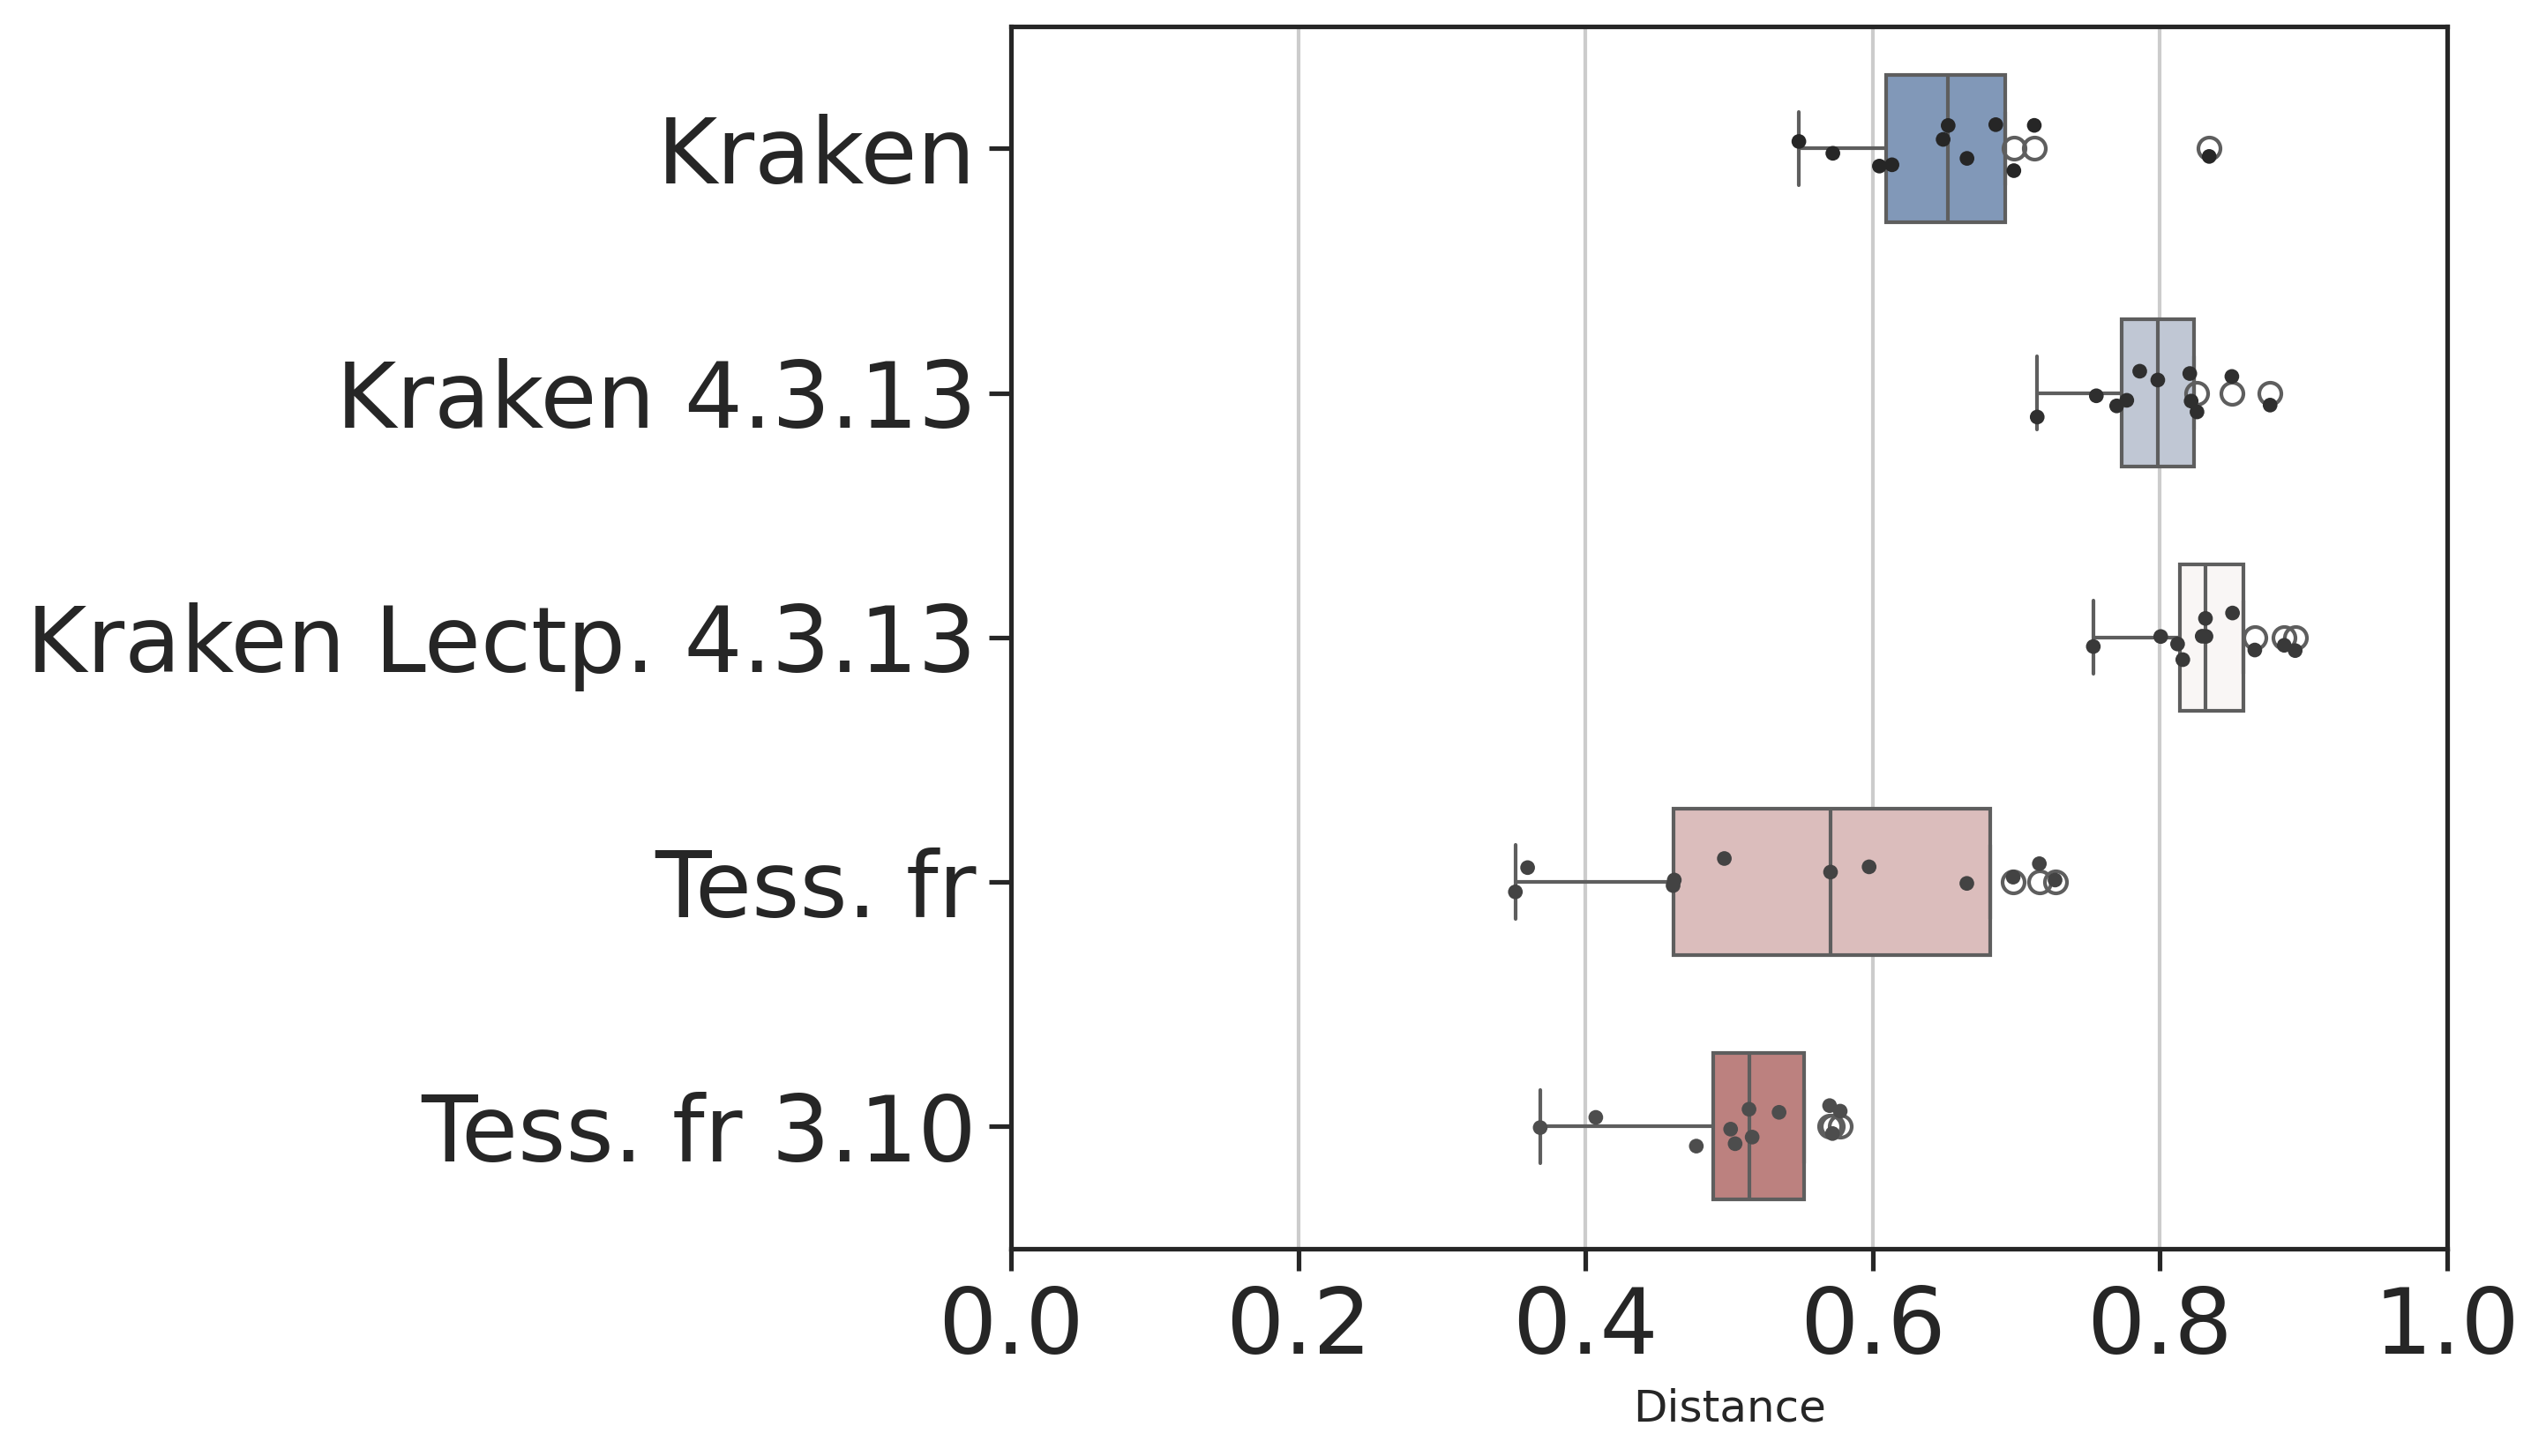 Kraken
Kraken 4.3.13
Kraken Lectp. 4.3.13
Tess. fr
Tess. fr 3.10
0.0 0.2 0.4 0.6 0.8 1.0
Distance